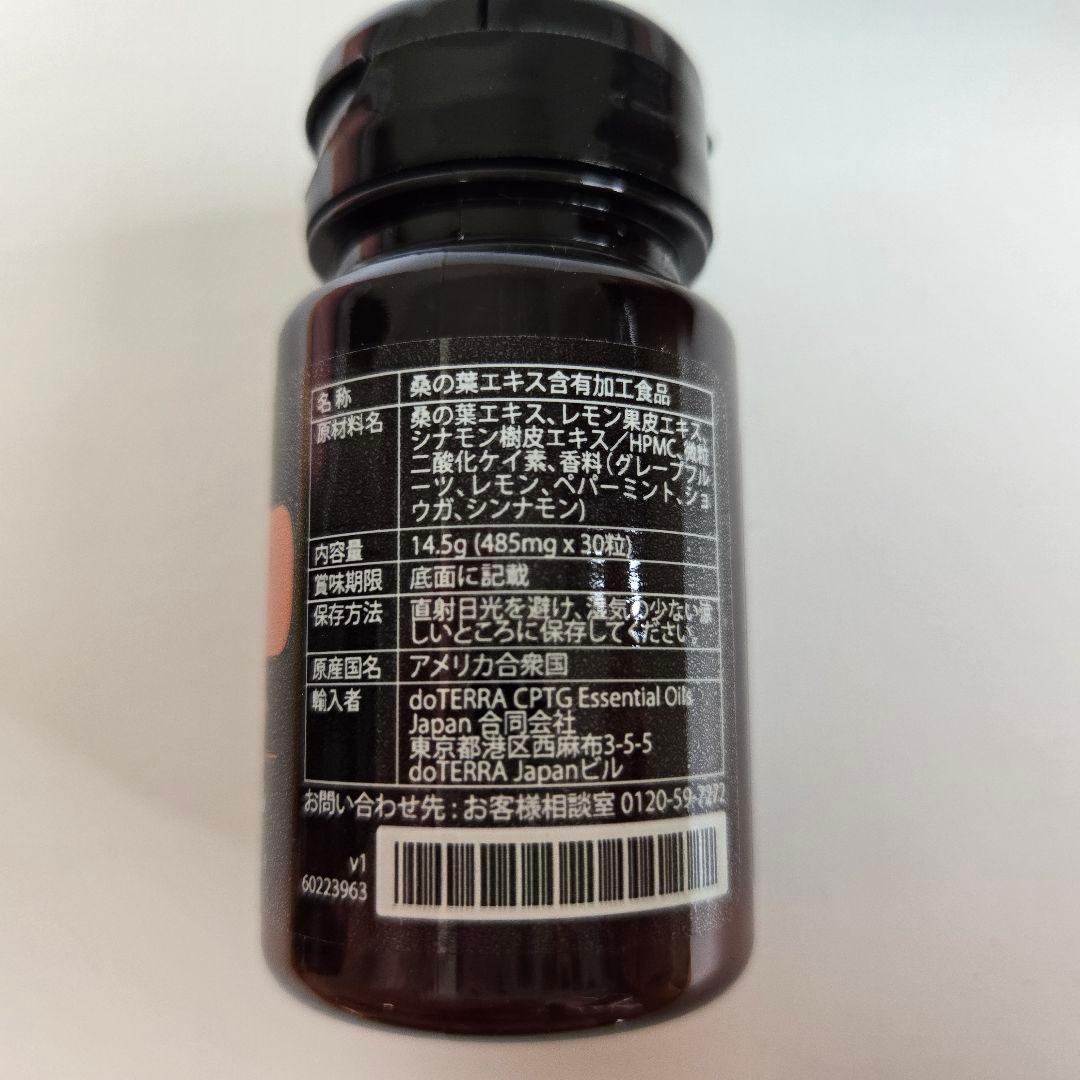 名称 桑の葉エキス含有加工食品
原材料名 桑の葉エキス、レモン果皮エキス、
シナモン樹皮エキス／HPMC、微粒
二酸化ケイ素、香料（グレープフル
ーツ、レモン、ペパーミント、ショ
ウガ、シンナモン)
内容量 14.5g (485mg x 30粒)
賞味期限 底面に記載
保存方法 直射日光を避け、湿気の少ない涼
しいところに保存してください。
原産国名 アメリカ合衆国
輸入者 doTERRA CPTG Essential Oils
Japan 合同会社
東京都港区西麻布3-5-5
doTERRA Japanビル
お問い合わせ先 : お客様相談室 0120-59-7272
v1
60223963